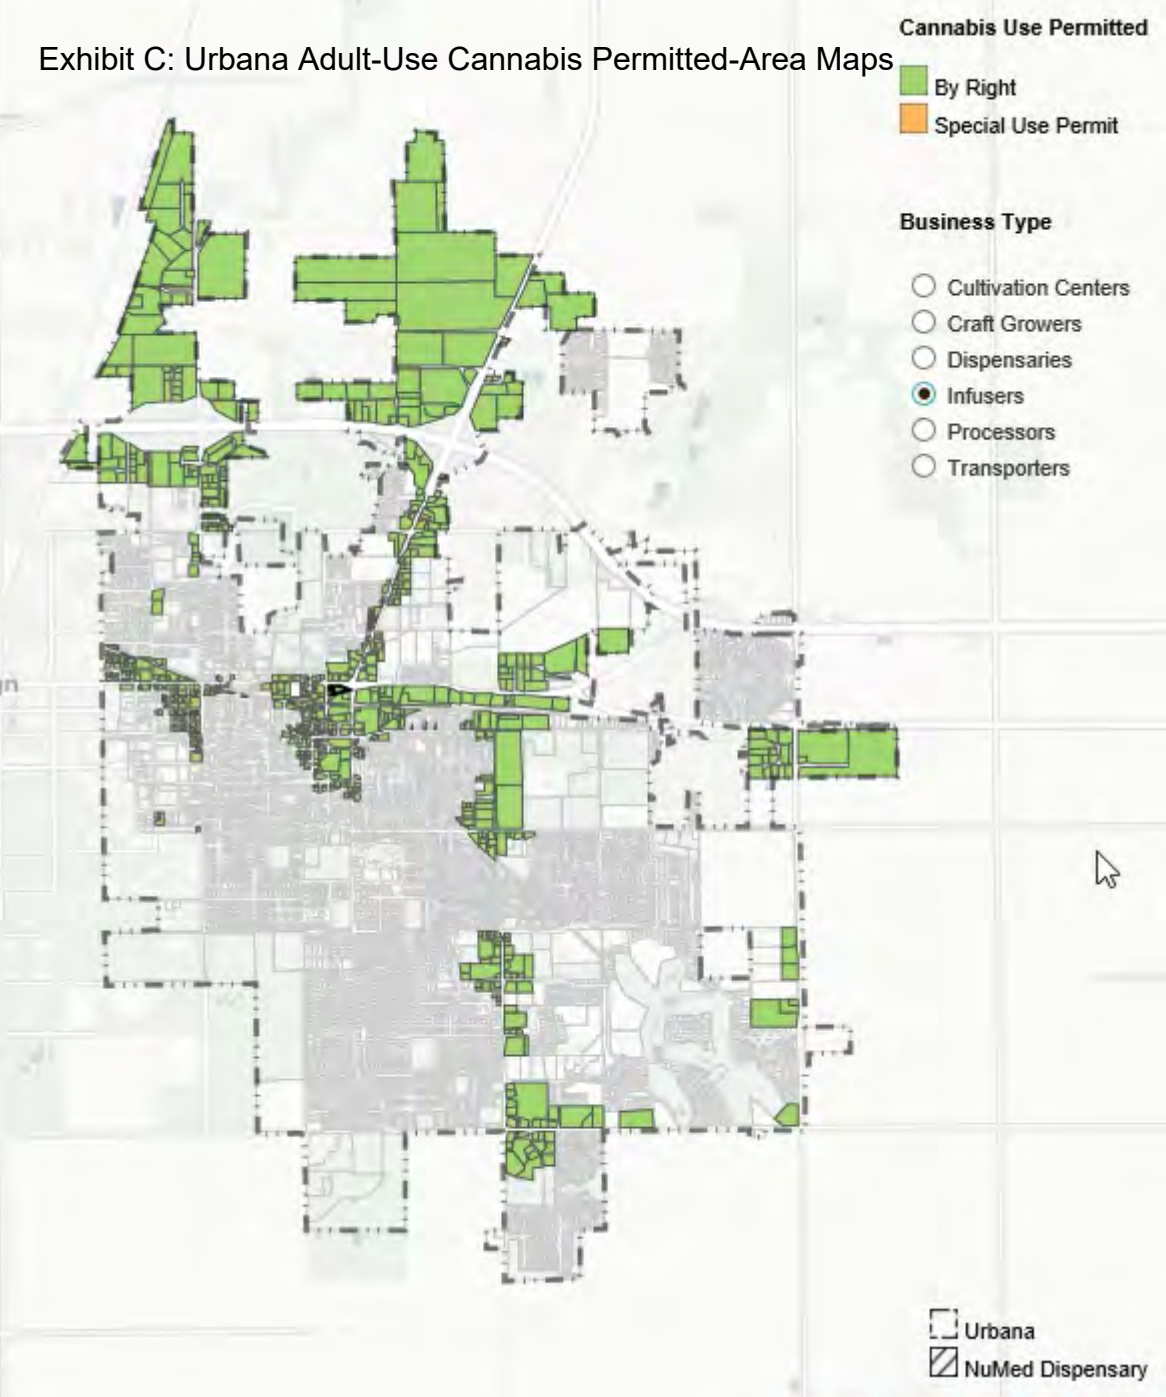 Exhibit C: Urbana Adult-Use Cannabis Permitted-Area Maps
Cannabis Use Permitted
By Right
Special Use Permit
Business Type
Cultivation Centers
Craft Growers
Dispensaries
Infusers
Processors
Transporters
Urbana
NuMed Dispensary